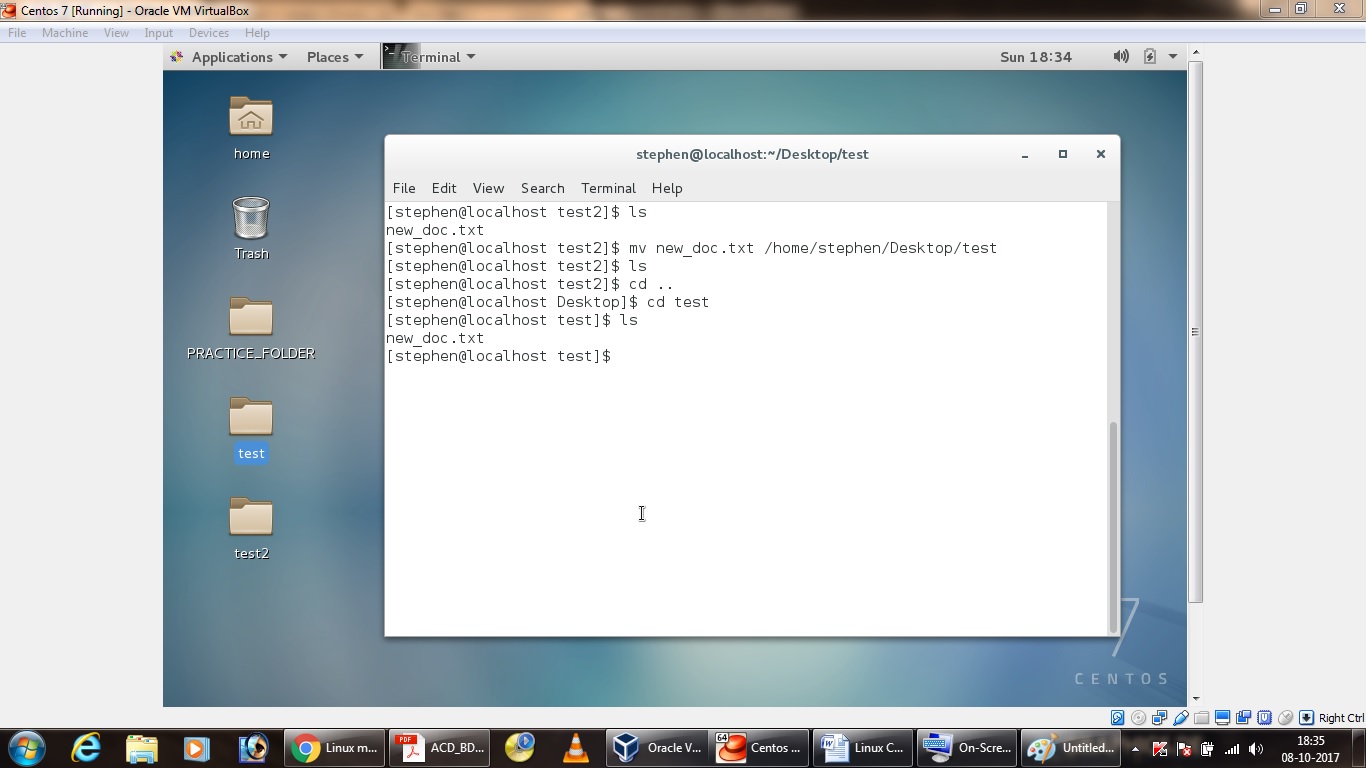 Centos 7 [Running] - Oracle VM VirtualBox
File Machine View Input Devices Help
Applications Places Terminal Sun 18:34
home
Trash
PRACTICE_FOLDER
test
test2
stephen@localhost:~/Desktop/test
File Edit View Search Terminal Help
[stephen@localhost test2]$ ls
new_doc.txt
[stephen@localhost test2]$ mv new_doc.txt /home/stephen/Desktop/test
[stephen@localhost test2]$ ls
[stephen@localhost test2]$ cd ..
[stephen@localhost Desktop]$ cd test
[stephen@localhost test]$ ls
new_doc.txt
[stephen@localhost test]$
7
CENTOS
Right Ctrl
Linux m... PDF ACD_BD... Oracle V... 64 Centos ... Linux C... On-Scre... Untitled... 18:35
08-10-2017